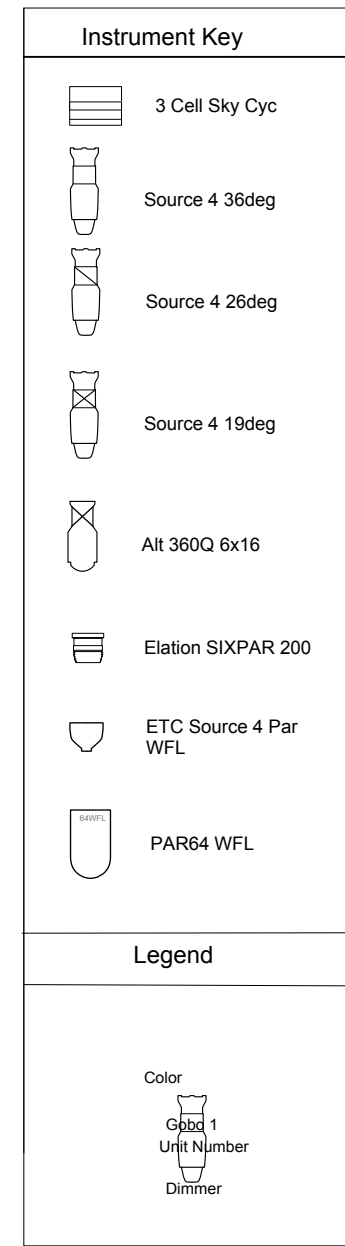 Instrument Key
3 Cell Sky Cyc
Source 4 36deg
Source 4 26deg
Source 4 19deg
Alt 360Q 6x16
Elation SIXPAR 200
ETC Source 4 Par
WFL
64WFL
PAR64 WFL
Legend
Color
Gobo 1
Unit Number
Dimmer